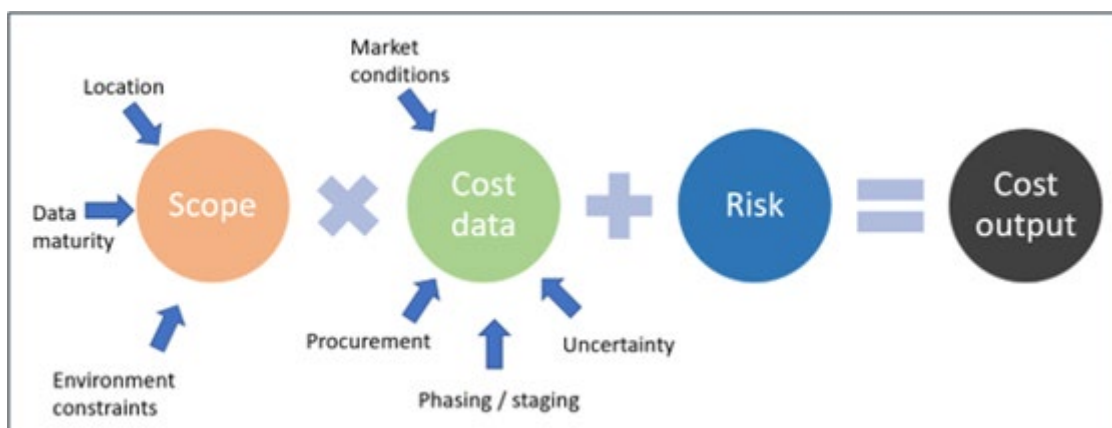 Market
conditions
Location
Data
maturity
Scope
Cost
data
Risk
Cost
output
Procurement
Uncertainty
Environment
constraints
Phasing / staging